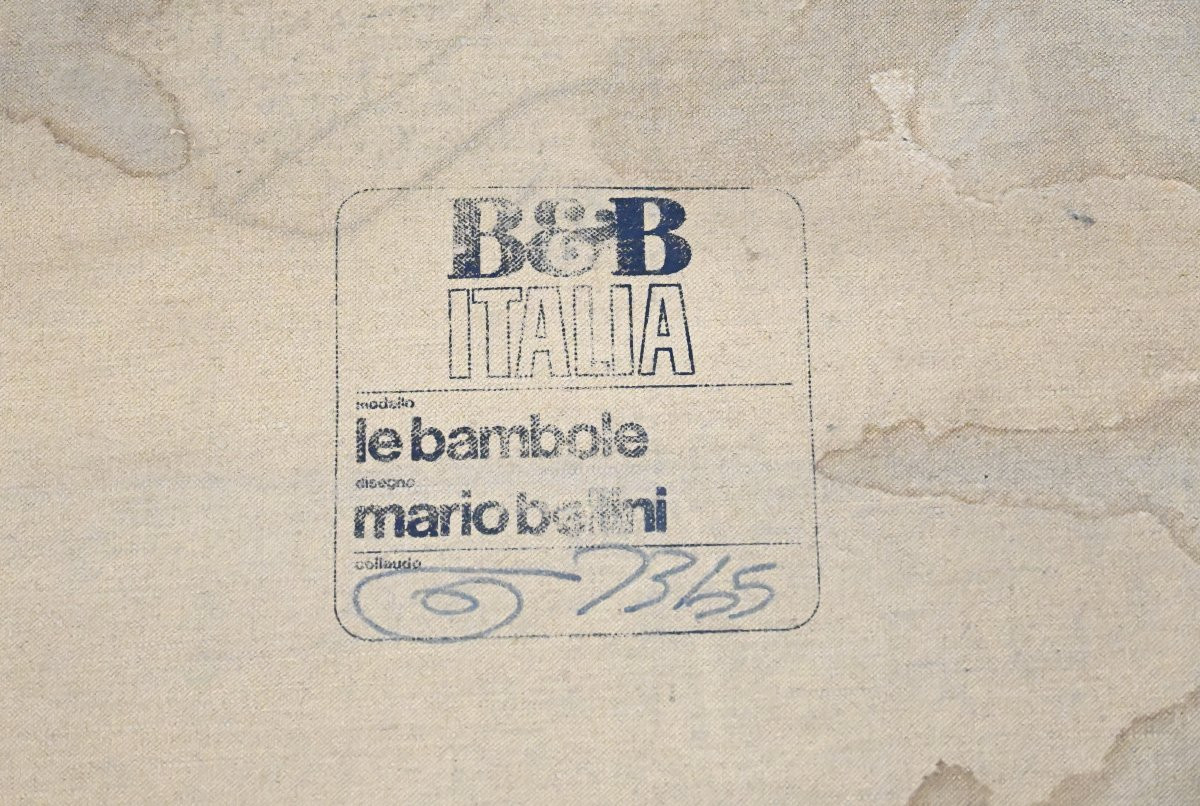 B&B
ITALIA
modello
le bambole
disegno
mario bellini
collaudo
7365